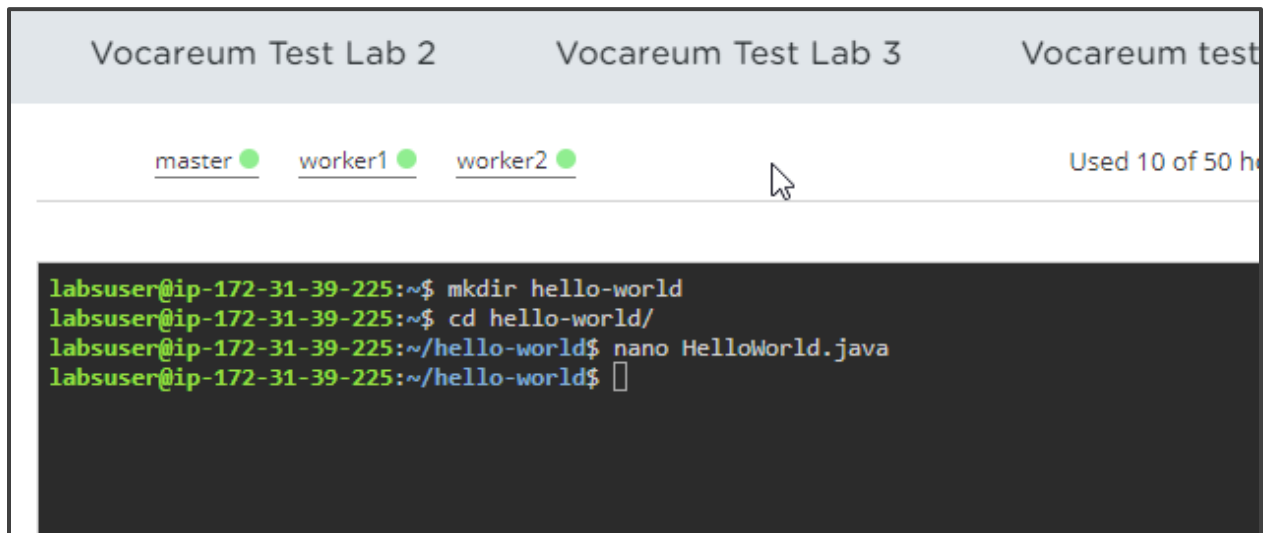 Vocareum Test Lab 2 Vocareum Test Lab 3 Vocareum test
master worker1 worker2 Used 10 of 50
labsuser@ip-172-31-39-225:~$ mkdir hello-world
labsuser@ip-172-31-39-225:~$ cd hello-world/
labsuser@ip-172-31-39-225:~/hello-world$ nano HelloWorld.java
labsuser@ip-172-31-39-225:~/hello-world$